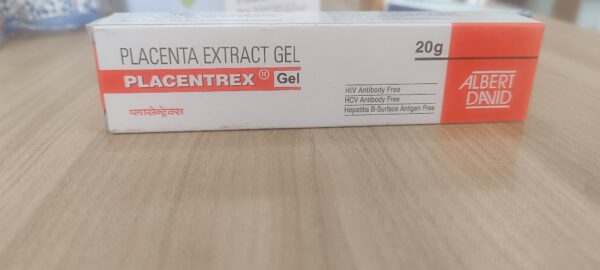 PLACENTA EXTRACT GEL
PLACENTREX® Gel
प्लासेन्ट्रेक्स
20g
HIV Antibody Free
HCV Antibody Free
Hepatitis B-Surface Antigen Free
ALBERT
DAVID